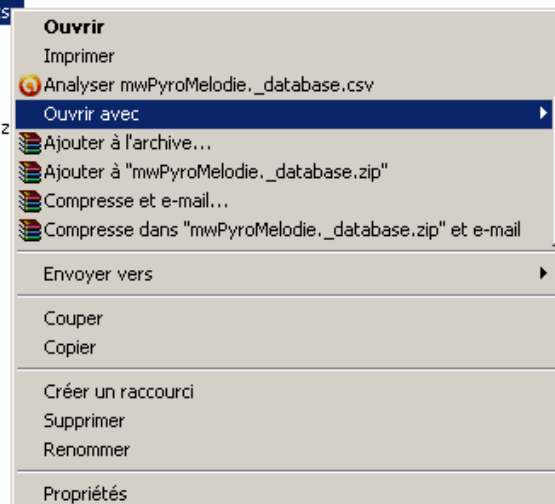 Ouvrir
Imprimer
Analyser mwPyroMelodie._database.csv
Ouvrir avec
Ajouter à l'archive...
Ajouter à "mwPyroMelodie._database.zip"
Compresse et e-mail...
Compresse dans "mwPyroMelodie._database.zip" et e-mail
Envoyer vers
Couper
Copier
Créer un raccourci
Supprimer
Renommer
Propriétés